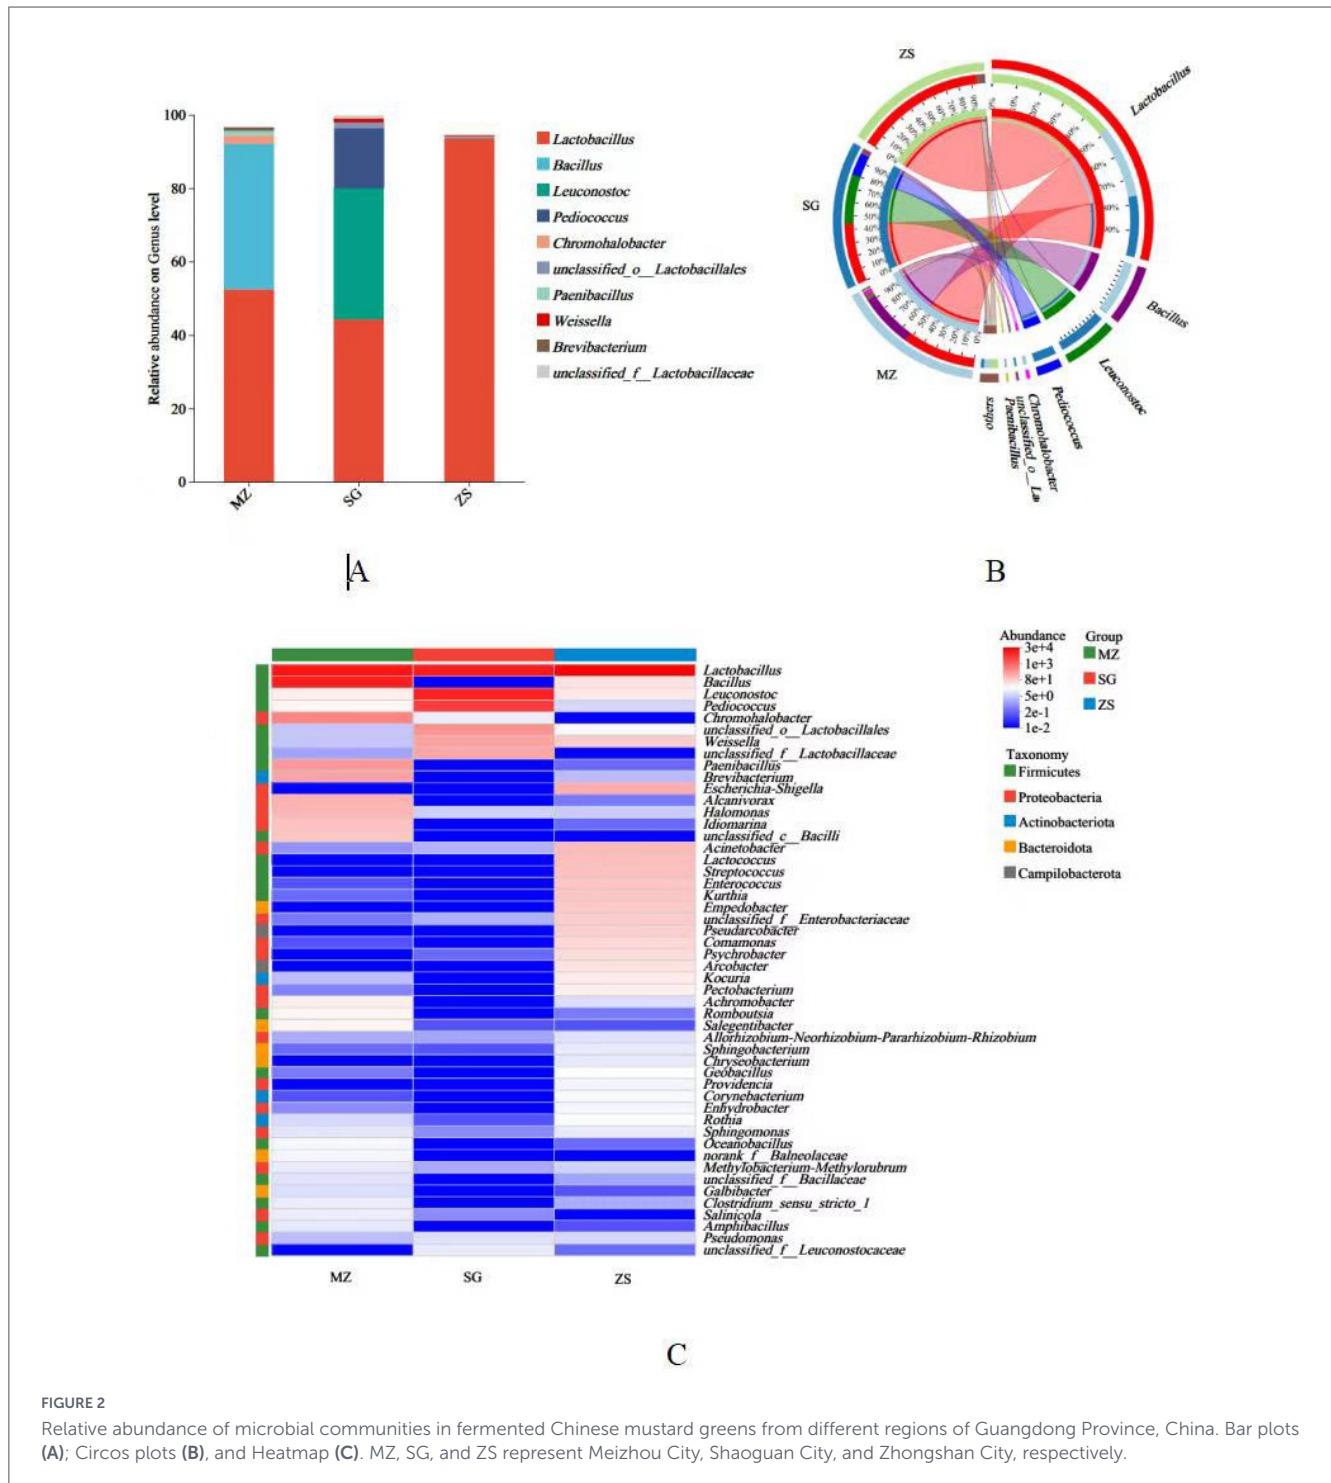 Relative abundance on Genus level
100
80
60
40
20
0
MZ
SG
ZS
Lactobacillus
Bacillus
Leuconostoc
Pediococcus
Chromohalobacter
unclassified_o__Lactobacillales
Paenibacillus
Weissella
Brevibacterium
unclassified_f__Lactobacillaceae
A
ZS
SG
MZ
Lactobacillus
Bacillus
Leuconostoc
Pediococcus
Chromohalobacter
unclassified_o__La
Paenibacillus
others
B
Lactobacillus
Bacillus
Leuconostoc
Pediococcus
Chromohalobacter
unclassified_o__Lactobacillales
Weissella
unclassified_f__Lactobacillaceae
Paenibacillus
Brevibacterium
Escherichia-Shigella
Alcanivorax
Halomonas
Idiomarina
unclassified_c__Bacilli
Acinetobacter
Lactococcus
Streptococcus
Enterococcus
Kurthia
Empedobacter
unclassified_f__Enterobacteriaceae
Pseudarcobacter
Comamonas
Psychrobacter
Arcobacter
Kocuria
Pectobacterium
Achromobacter
Romboutsia
Salegentibacter
Allorhizobium-Neorhizobium-Pararhizobium-Rhizobium
Sphingobacterium
Chryseobacterium
Geobacillus
Providencia
Corynebacterium
Enhydrobacter
Rothia
Sphingomonas
Oceanobacillus
norank_f__Balneolaceae
Methylobacterium-Methylorubrum
unclassified_f__Bacillaceae
Galbibacter
Clostridium_sensu_stricto_1
Salinicola
Amphibacillus
Pseudomonas
unclassified_f__Leuconostocaceae
MZ
SG
ZS
Abundance
3e+4
1e+3
8e+1
5e+0
2e-1
1e-2
Group
MZ
SG
ZS
Taxonomy
Firmicutes
Proteobacteria
Actinobacteriota
Bacteroidota
Campilobacterota
C
FIGURE 2
Relative abundance of microbial communities in fermented Chinese mustard greens from different regions of Guangdong Province, China. Bar plots
(A); Circos plots (B), and Heatmap (C). MZ, SG, and ZS represent Meizhou City, Shaoguan City, and Zhongshan City, respectively.